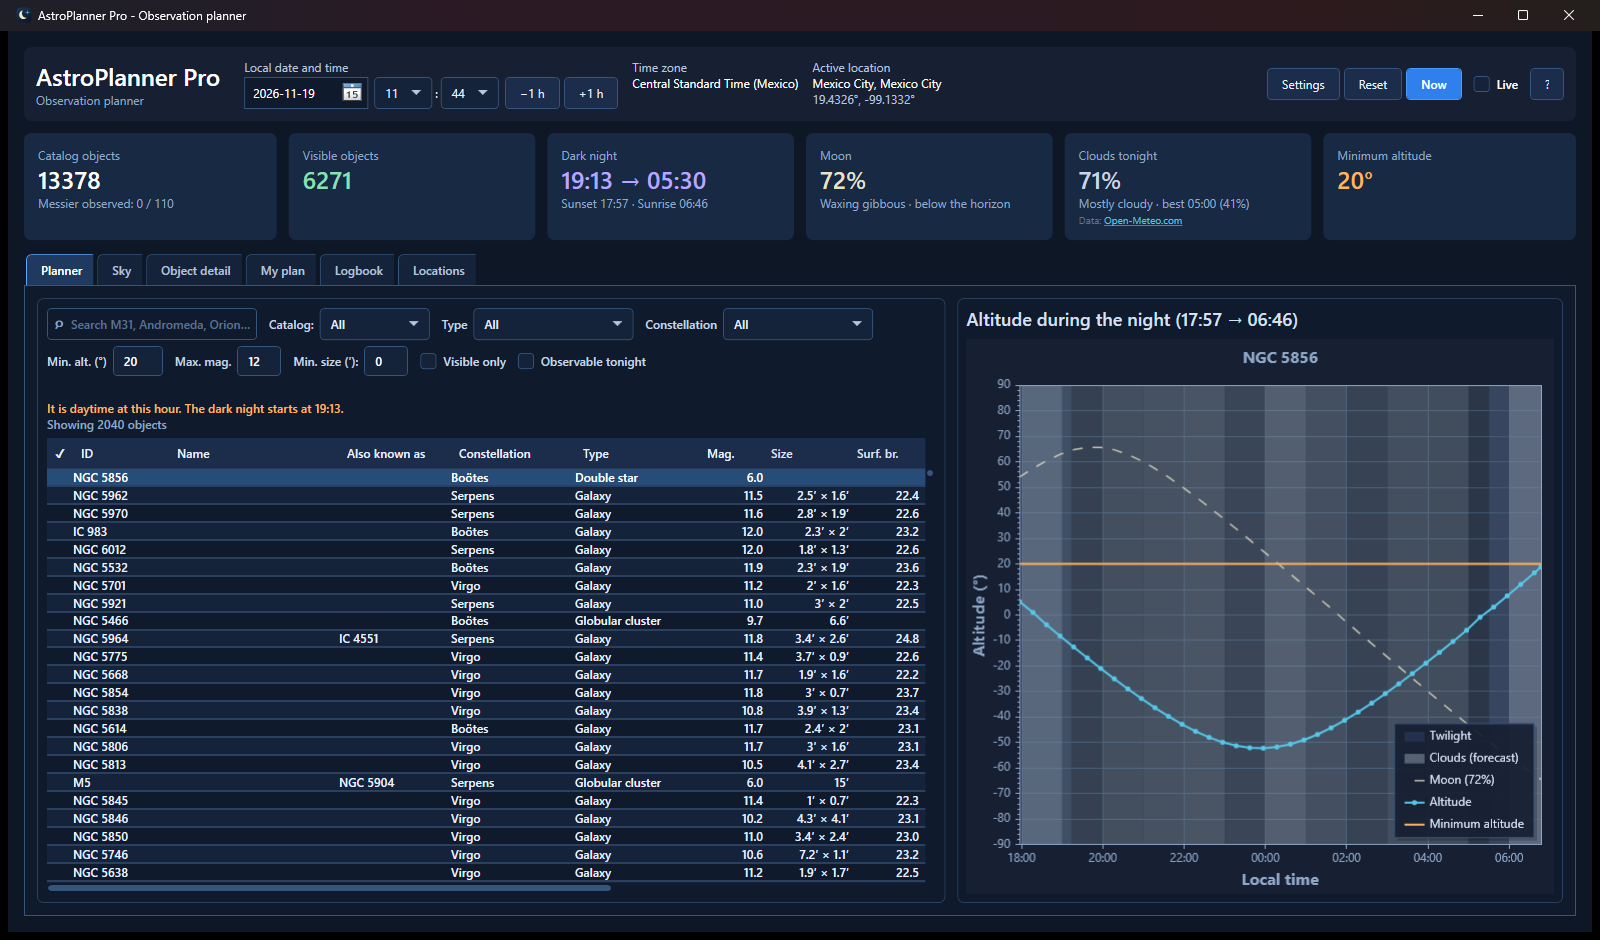 AstroPlanner Pro - Observation planner
AstroPlanner Pro
Observation planner
Local date and time
2026-11-19 15 11 : 44 −1 h +1 h
Time zone
Central Standard Time (Mexico)
Active location
Mexico City, Mexico City
19.4326°, -99.1332°
Settings Reset Now Live ?
Catalog objects
13378
Messier observed: 0 / 110
Visible objects
6271
Dark night
19:13 → 05:30
Sunset 17:57 · Sunrise 06:46
Moon
72%
Waxing gibbous · below the horizon
Clouds tonight
71%
Mostly cloudy · best 05:00 (41%)
Data: Open-Meteo.com
Minimum altitude
20°
Planner Sky Object detail My plan Logbook Locations
Search M31, Andromeda, Orion... Catalog: All Type All Constellation All
Min. alt. (°) 20 Max. mag. 12 Min. size (′): 0 Visible only Observable tonight
It is daytime at this hour. The dark night starts at 19:13.
Showing 2040 objects
✓ ID Name Also known as Constellation Type Mag. Size Surf. br.
NGC 5856 Boötes Double star 6.0
NGC 5962 Serpens Galaxy 11.5 2.5′ × 1.6′ 22.4
NGC 5970 Serpens Galaxy 11.6 2.8′ × 1.9′ 22.6
IC 983 Boötes Galaxy 12.0 2.3′ × 2′ 23.2
NGC 6012 Serpens Galaxy 12.0 1.8′ × 1.3′ 22.6
NGC 5532 Boötes Galaxy 11.9 2.3′ × 1.9′ 23.6
NGC 5701 Virgo Galaxy 11.2 2′ × 1.6′ 22.3
NGC 5921 Serpens Galaxy 11.0 3′ × 2′ 22.5
NGC 5466 Boötes Globular cluster 9.7 6.6′
NGC 5964 IC 4551 Serpens Galaxy 11.8 3.4′ × 2.6′ 24.8
NGC 5775 Virgo Galaxy 11.4 3.7′ × 0.9′ 22.6
NGC 5668 Virgo Galaxy 11.7 1.9′ × 1.6′ 22.2
NGC 5854 Virgo Galaxy 11.8 3′ × 0.7′ 23.7
NGC 5838 Virgo Galaxy 10.8 3.9′ × 1.3′ 23.4
NGC 5614 Boötes Galaxy 11.7 2.4′ × 2′ 23.1
NGC 5806 Virgo Galaxy 11.7 3′ × 1.6′ 23.1
NGC 5813 Virgo Galaxy 10.5 4.1′ × 2.7′ 23.4
M5 NGC 5904 Serpens Globular cluster 6.0 15′
NGC 5845 Virgo Galaxy 11.4 1′ × 0.7′ 22.3
NGC 5846 Virgo Galaxy 10.2 4.3′ × 4.1′ 23.1
NGC 5850 Virgo Galaxy 11.0 3.4′ × 2.4′ 23.0
NGC 5746 Virgo Galaxy 10.6 7.2′ × 1.1′ 23.2
NGC 5638 Virgo Galaxy 11.2 1.9′ × 1.7′ 22.5
Altitude during the night (17:57 → 06:46)
NGC 5856
90
80
70
60
50
40
30
20
10
0
-10
-20
-30
-40
-50
-60
-70
-80
-90
Altitude (°)
Twilight
Clouds (forecast)
Moon (72%)
Altitude
Minimum altitude
18:00 20:00 22:00 00:00 02:00 04:00 06:00
Local time